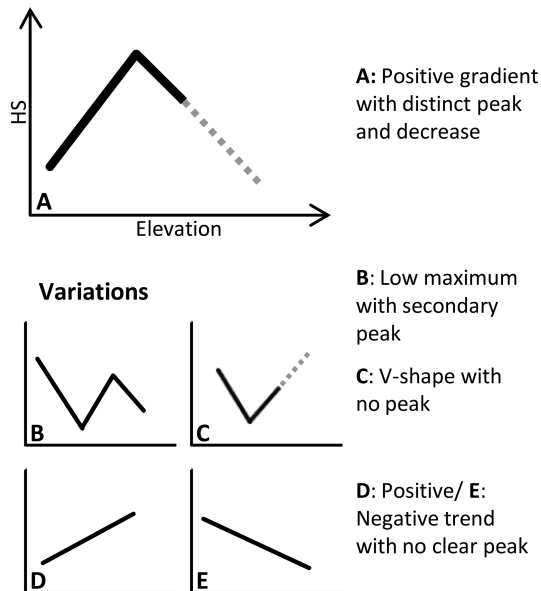 HS
A: Positive gradient
with distinct peak
and decrease
A
Elevation
Variations
B: Low maximum
with secondary
peak
C: V-shape with
no peak
B
C
D: Positive/ E:
Negative trend
with no clear peak
D
E